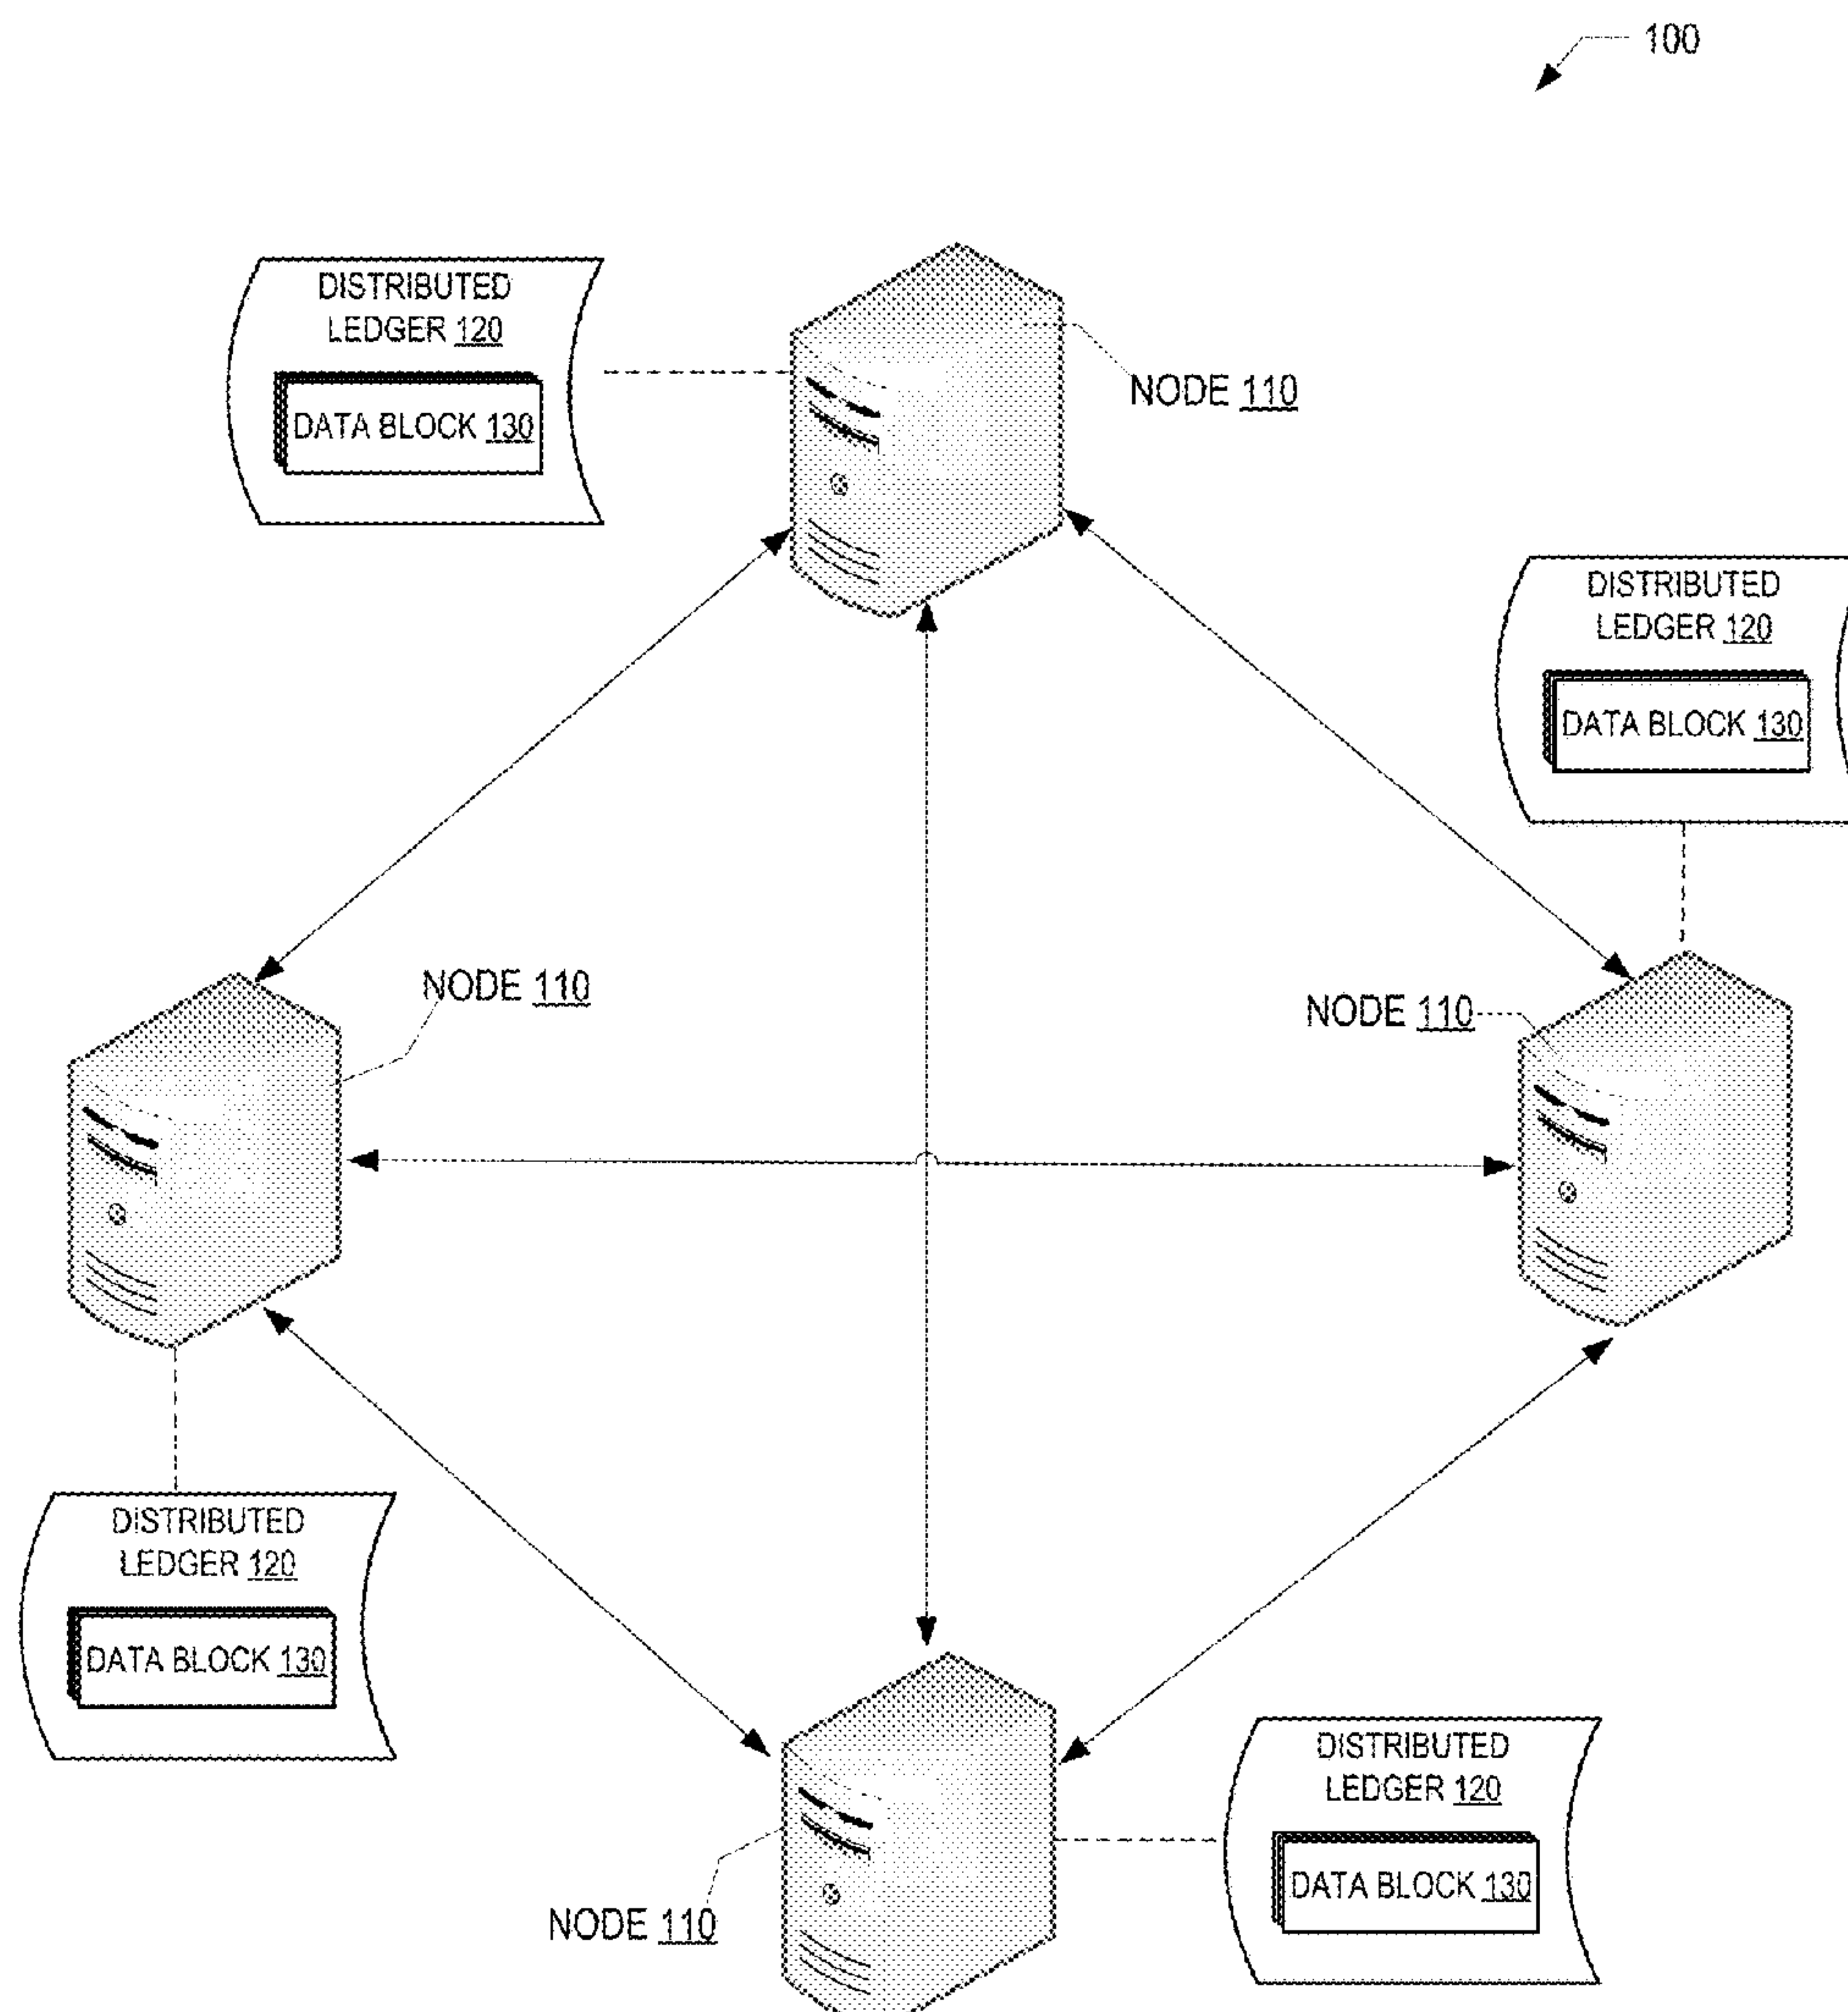 100
DISTRIBUTED
LEDGER 120
DATA BLOCK 130
NODE 110
DISTRIBUTED
LEDGER 120
DATA BLOCK 130
NODE 110
NODE 110
DISTRIBUTED
LEDGER 120
DATA BLOCK 130
DISTRIBUTED
LEDGER 120
DATA BLOCK 130
NODE 110